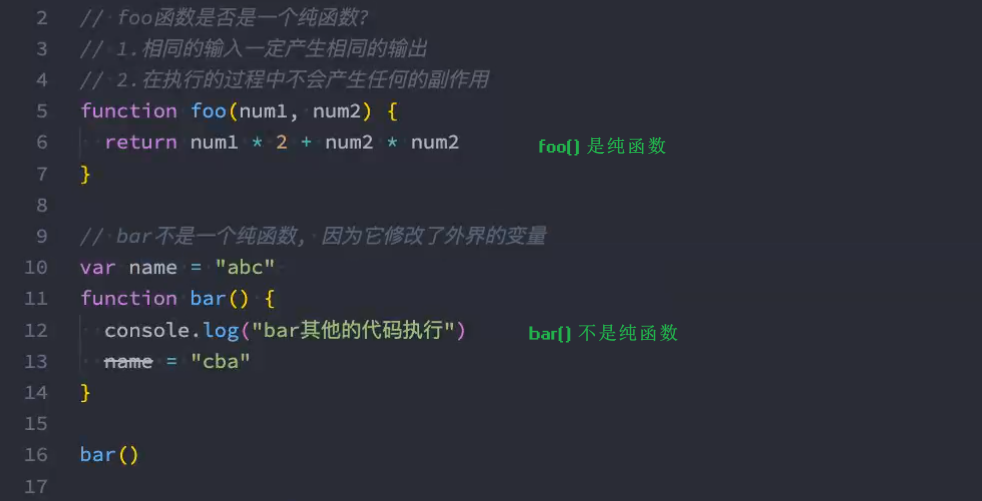 2 // foo函数是否是一个纯函数?
3 // 1.相同的输入一定产生相同的输出
4 // 2.在执行的过程中不会产生任何的副作用
5 function foo(num1, num2) {
6 return num1 * 2 + num2 * num2 foo() 是纯函数
7 }
8
9 // bar不是一个纯函数, 因为它修改了外界的变量
10 var name = "abc"
11 function bar() {
12 console.log("bar其他的代码执行") bar() 不是纯函数
13 name = "cba"
14 }
15
16 bar()
17